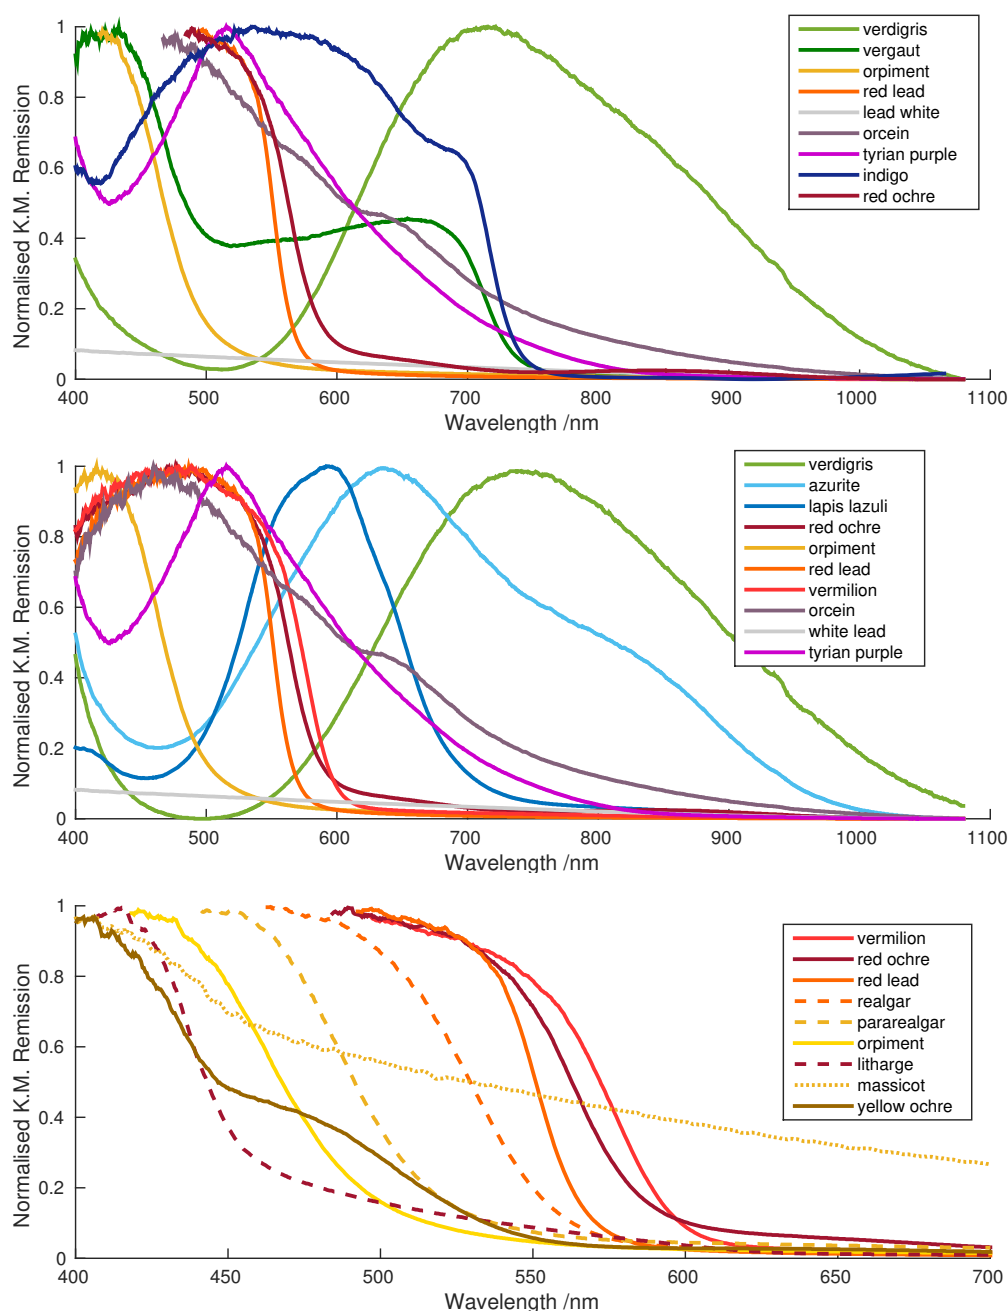 1
0.8
0.6
0.4
0.2
0
Normalised K.M. Remission
400
500
600
700
800
900
1000
1100
Wavelength /nm
verdigris
vergaut
orpiment
red lead
lead white
orcein
tyrian purple
indigo
red ochre
1
0.8
0.6
0.4
0.2
0
Normalised K.M. Remission
400
500
600
700
800
900
1000
1100
Wavelength /nm
verdigris
azurite
lapis lazuli
red ochre
orpiment
red lead
vermilion
orcein
white lead
tyrian purple
1
0.8
0.6
0.4
0.2
0
Normalised K.M. Remission
400
450
500
550
600
650
700
Wavelength /nm
vermilion
red ochre
red lead
realgar
pararealgar
orpiment
litharge
massicot
yellow ochre